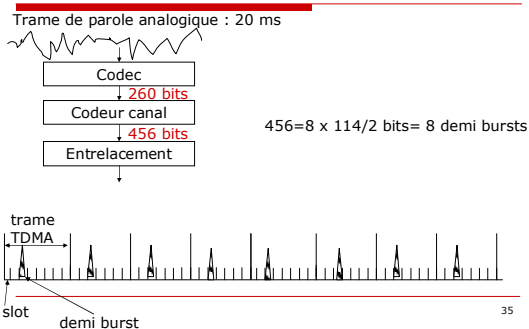 Trame de parole analogique : 20 ms
Codec
260 bits
Codeur canal
456 bits
456=8 x 114/2 bits= 8 demi bursts
Entrelacement
trame
TDMA
slot
demi burst
35